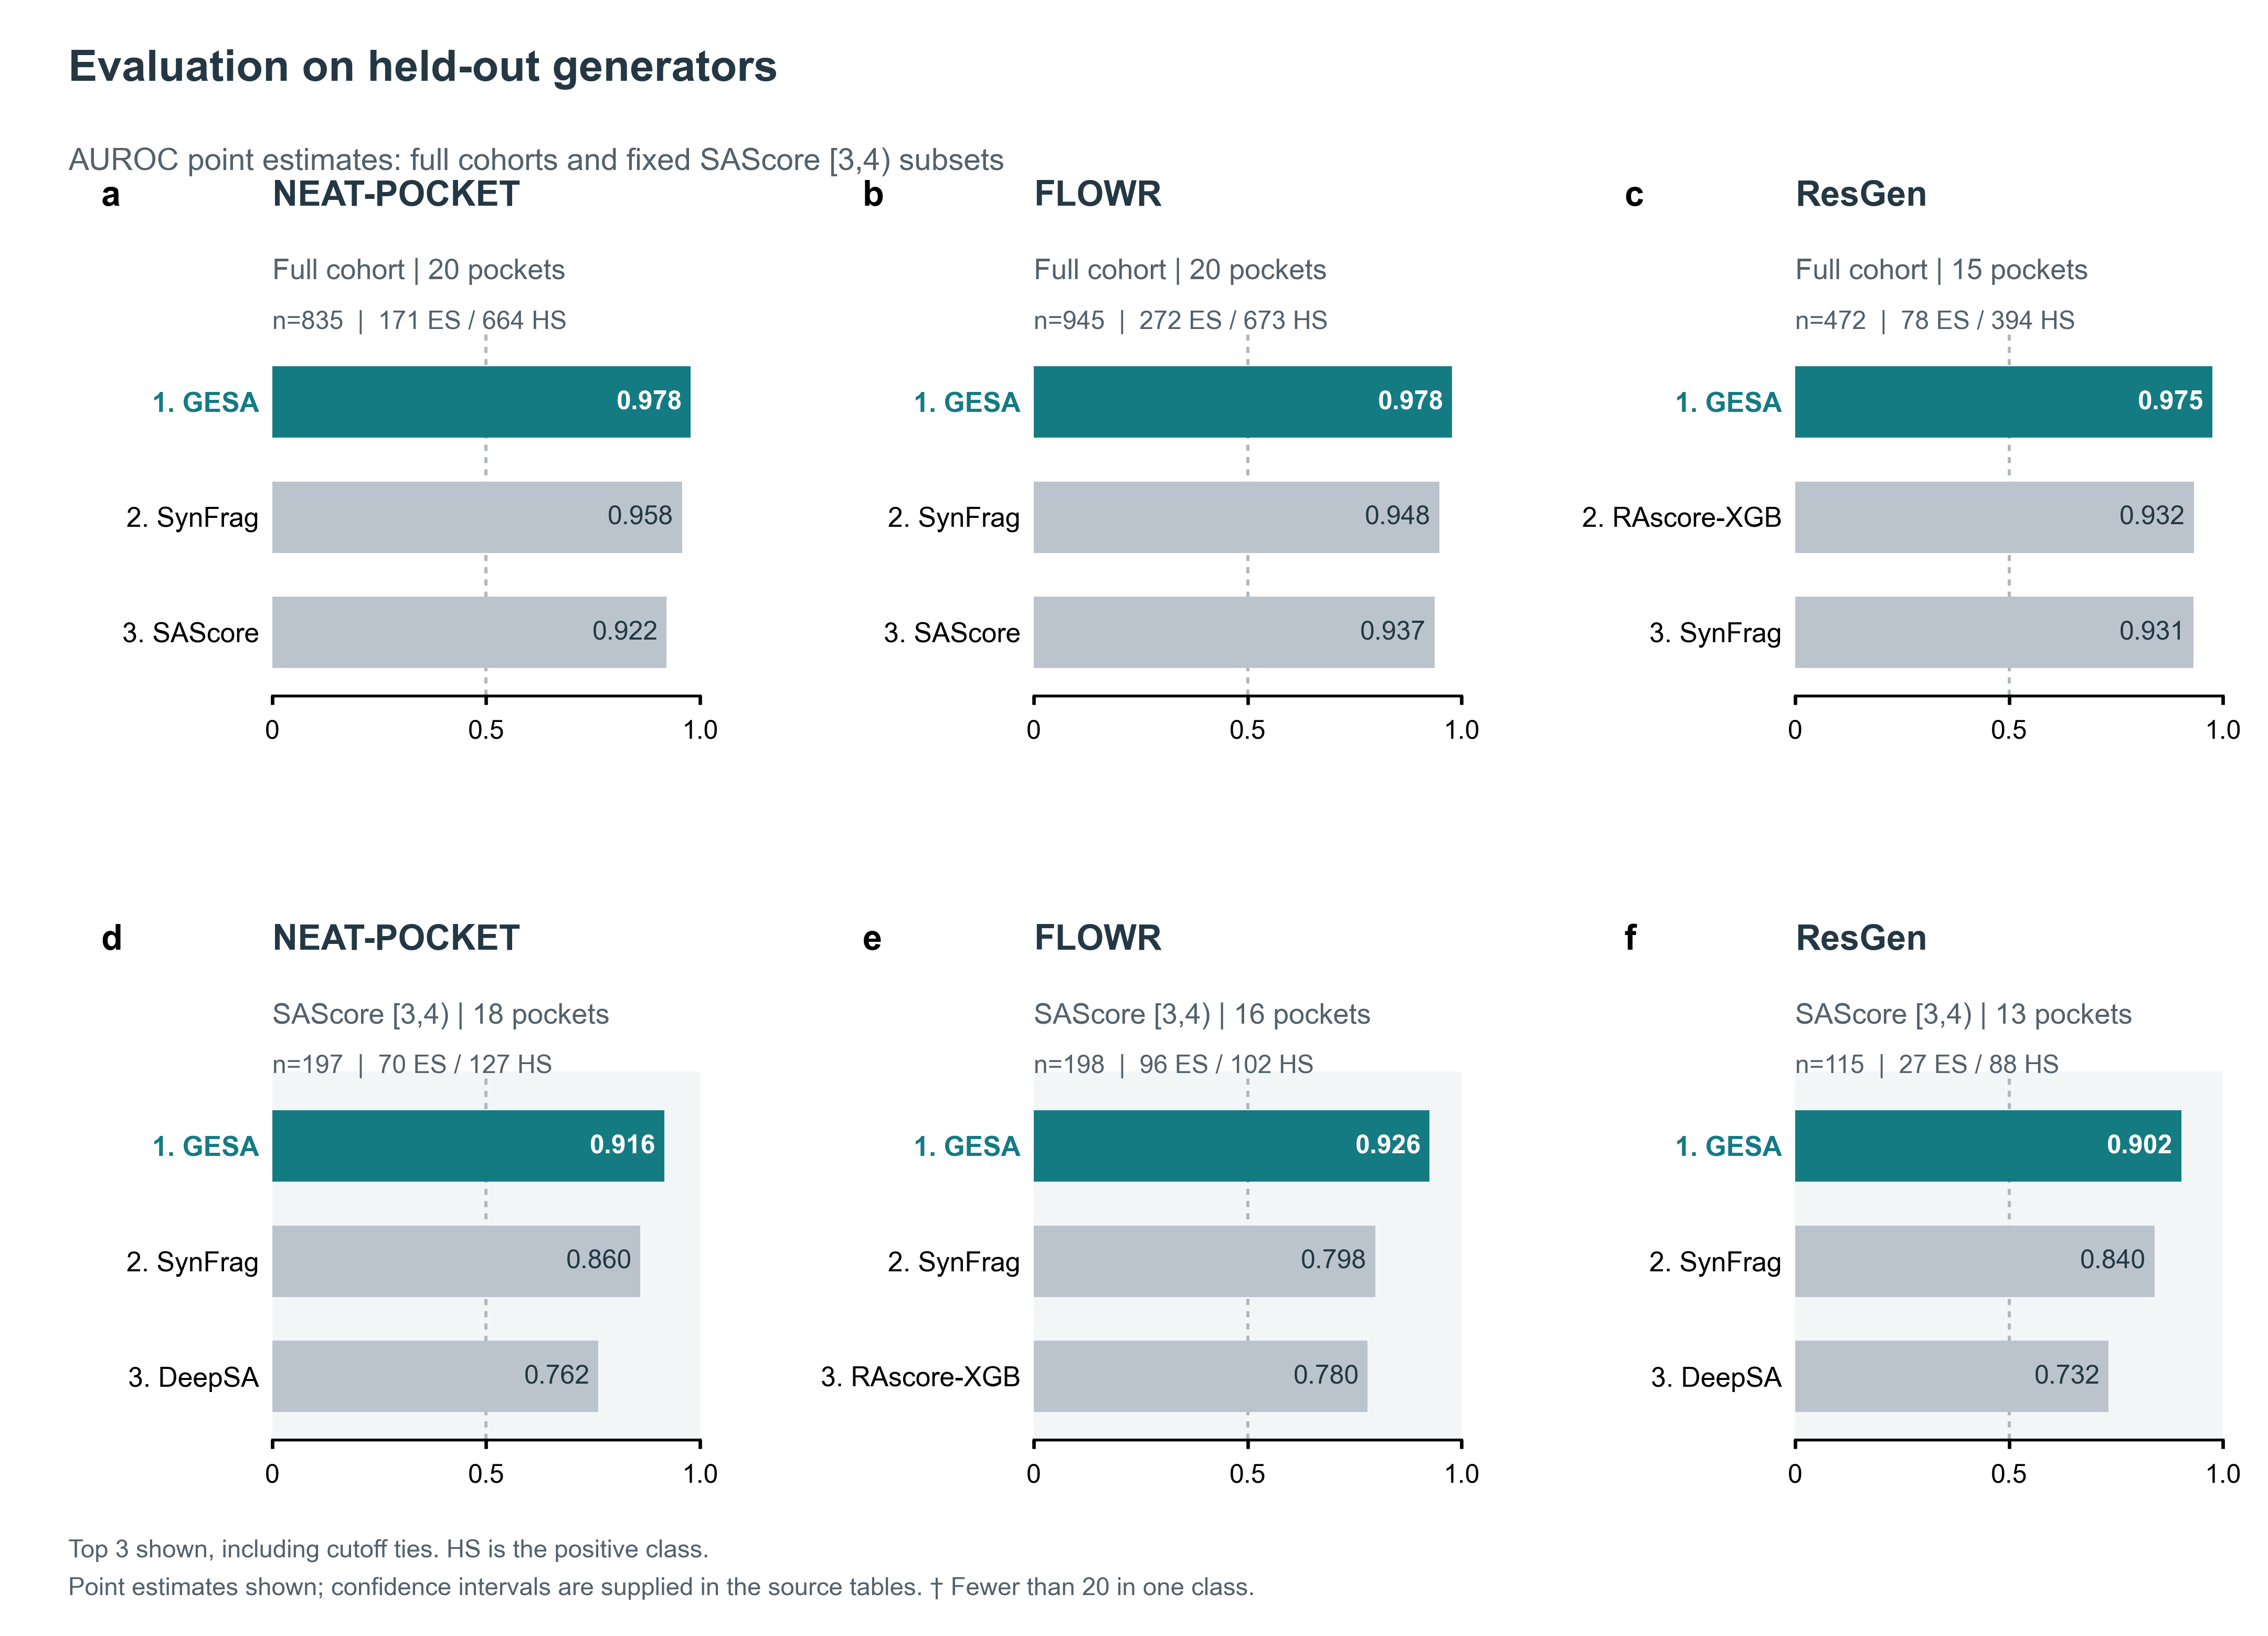 Evaluation on held-out generators
AUROC point estimates: full cohorts and fixed SAScore [3,4) subsets
a
NEAT-POCKET
Full cohort | 20 pockets
n=835 | 171 ES / 664 HS
1. GESA
0.978
2. SynFrag
0.958
3. SAScore
0.922
0
0.5
1.0
b
FLOWR
Full cohort | 20 pockets
n=945 | 272 ES / 673 HS
1. GESA
0.978
2. SynFrag
0.948
3. SAScore
0.937
0
0.5
1.0
c
ResGen
Full cohort | 15 pockets
n=472 | 78 ES / 394 HS
1. GESA
0.975
2. RAscore-XGB
0.932
3. SynFrag
0.931
0
0.5
1.0
d
NEAT-POCKET
SAScore [3,4) | 18 pockets
n=197 | 70 ES / 127 HS
1. GESA
0.916
2. SynFrag
0.860
3. DeepSA
0.762
0
0.5
1.0
e
FLOWR
SAScore [3,4) | 16 pockets
n=198 | 96 ES / 102 HS
1. GESA
0.926
2. SynFrag
0.798
3. RAscore-XGB
0.780
0
0.5
1.0
f
ResGen
SAScore [3,4) | 13 pockets
n=115 | 27 ES / 88 HS
1. GESA
0.902
2. SynFrag
0.840
3. DeepSA
0.732
0
0.5
1.0
Top 3 shown, including cutoff ties. HS is the positive class.
Point estimates shown; confidence intervals are supplied in the source tables. † Fewer than 20 in one class.